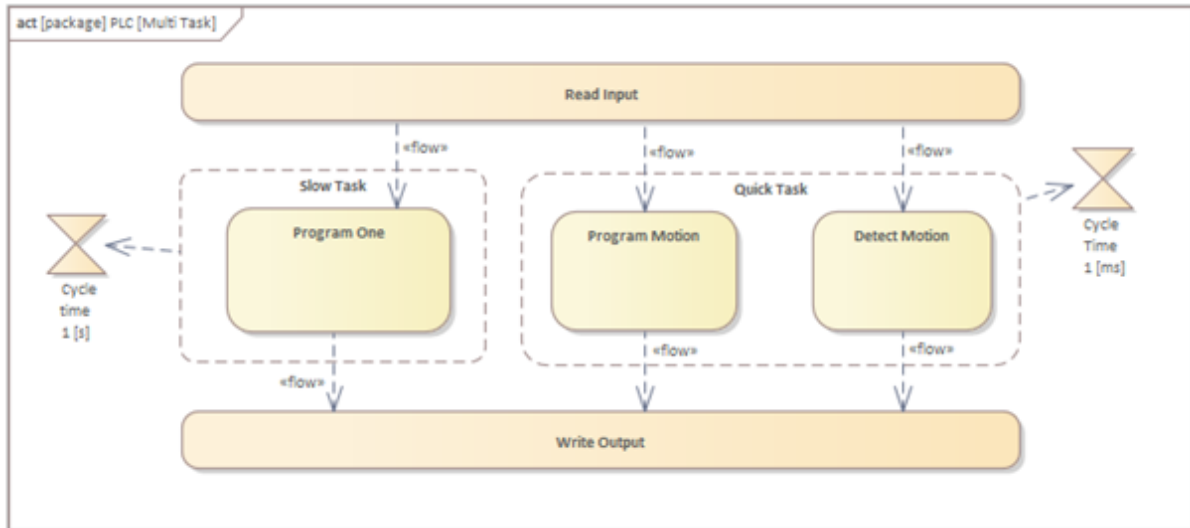 act [package] PLC [Multi Task]
Read Input
«flow»
«flow»
«flow»
Slow Task
Quick Task
Program One
Program Motion
Detect Motion
Cycle
time
1 [s]
Cycle
Time
1 [ms]
«flow»
«flow»
«flow»
Write Output